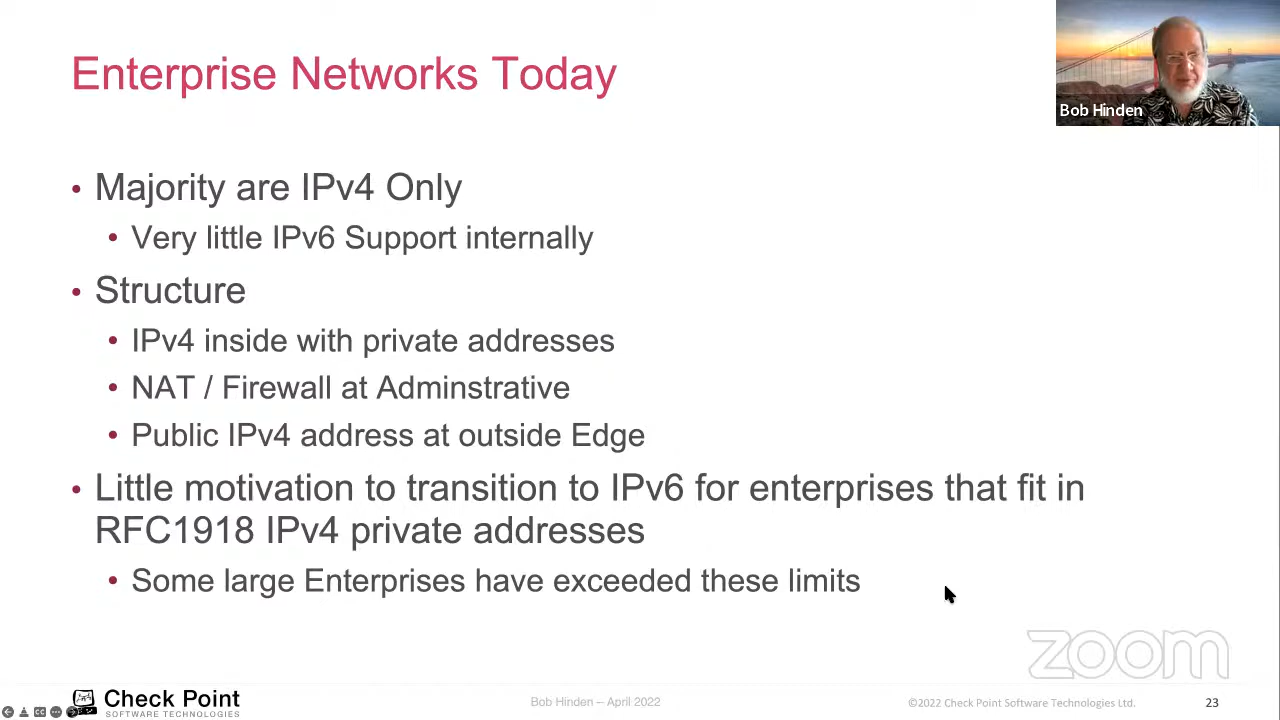 Enterprise Networks Today
Bob Hinden
• Majority are IPv4 Only
• Very little IPv6 Support internally
• Structure
• IPv4 inside with private addresses
• NAT / Firewall at Adminstrative
• Public IPv4 address at outside Edge
• Little motivation to transition to IPv6 for enterprises that fit in
RFC1918 IPv4 private addresses
• Some large Enterprises have exceeded these limits
zoom
Check Point
SOFTWARE TECHNOLOGIES
Bob Hinden – April 2022
©2022 Check Point Software Technologies Ltd.
23